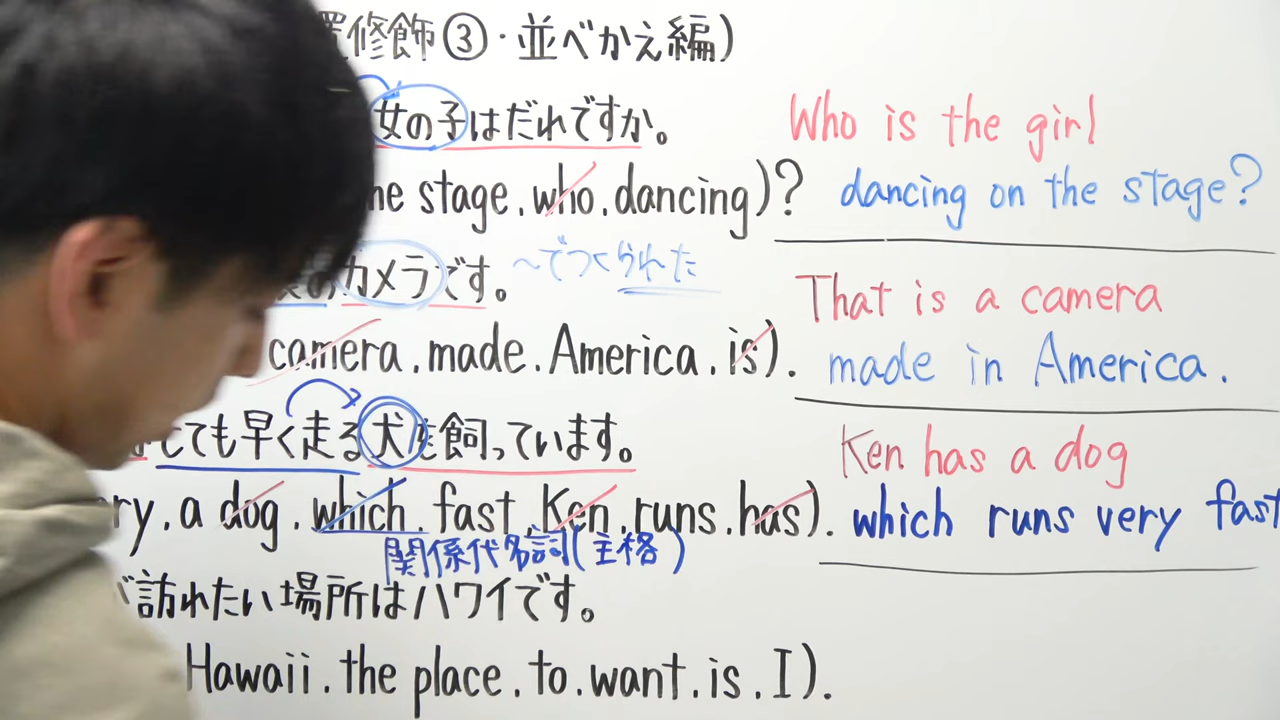 修飾③・並べかえ編)
女の子はだれですか。
Who is the girl
he stage.who.dancing)?
dancing on the stage?
カメラです。
〜でつくられた
That is a camera
camera.made.America.is).
made in America.
とても早く走る犬を飼っています。
Ken has a dog
ry.a dog.which.fast.Ken.runs.has).
which runs very fast
関係代名詞(主格)
が訪れたい場所はハワイです。
Hawaii.the place.to.want.is.I).